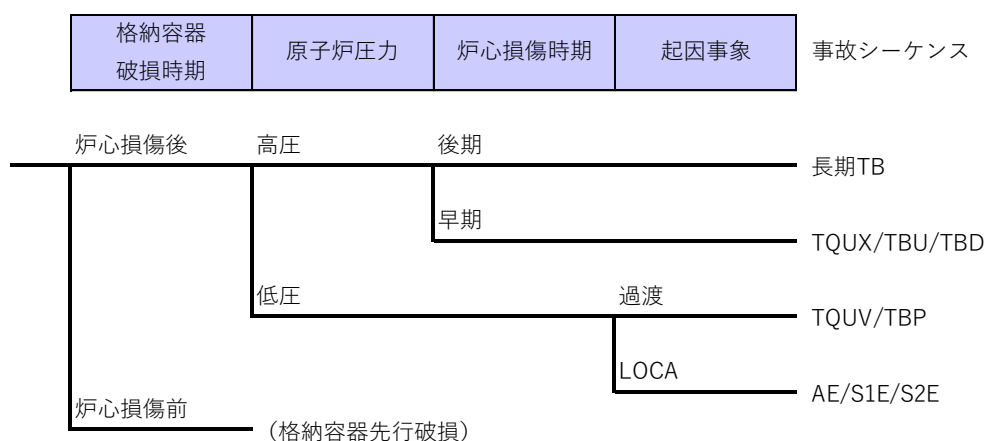 格納容器
破損時期
原子炉圧力
炉心損傷時期
起因事象
事故シーケンス
炉心損傷後
高圧
後期
長期TB
早期
TQUX/TBU/TBD
低圧
過渡
TQUV/TBP
LOCA
AE/S1E/S2E
炉心損傷前
（格納容器先行破損）